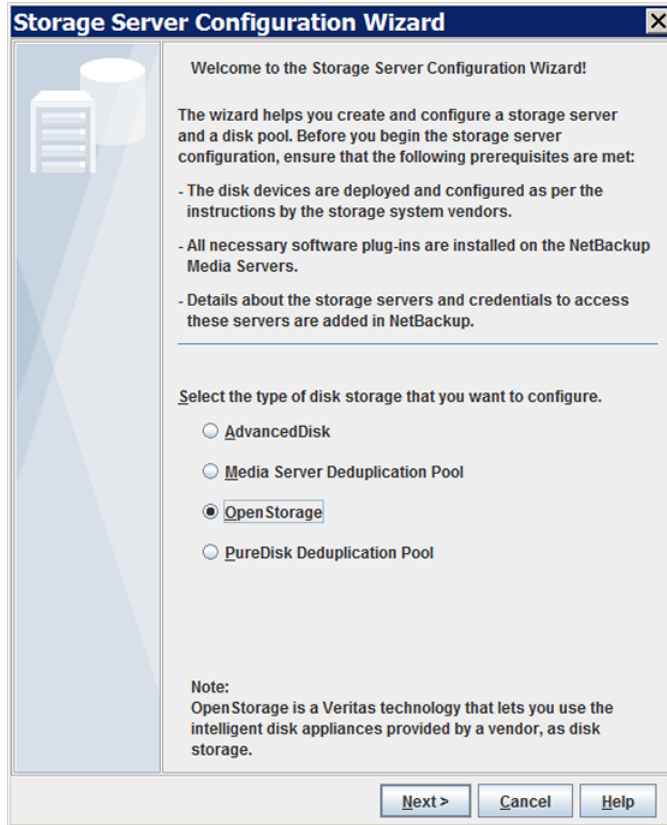 Storage Server Configuration Wizard
Welcome to the Storage Server Configuration Wizard!
The wizard helps you create and configure a storage server
and a disk pool. Before you begin the storage server
configuration, ensure that the following prerequisites are met:
- The disk devices are deployed and configured as per the
instructions by the storage system vendors.
- All necessary software plug-ins are installed on the NetBackup
Media Servers.
- Details about the storage servers and credentials to access
these servers are added in NetBackup.
Select the type of disk storage that you want to configure.
AdvancedDisk
Media Server Deduplication Pool
OpenStorage
PureDisk Deduplication Pool
Note:
OpenStorage is a Veritas technology that lets you use the
intelligent disk appliances provided by a vendor, as disk
storage.
Next >
Cancel
Help